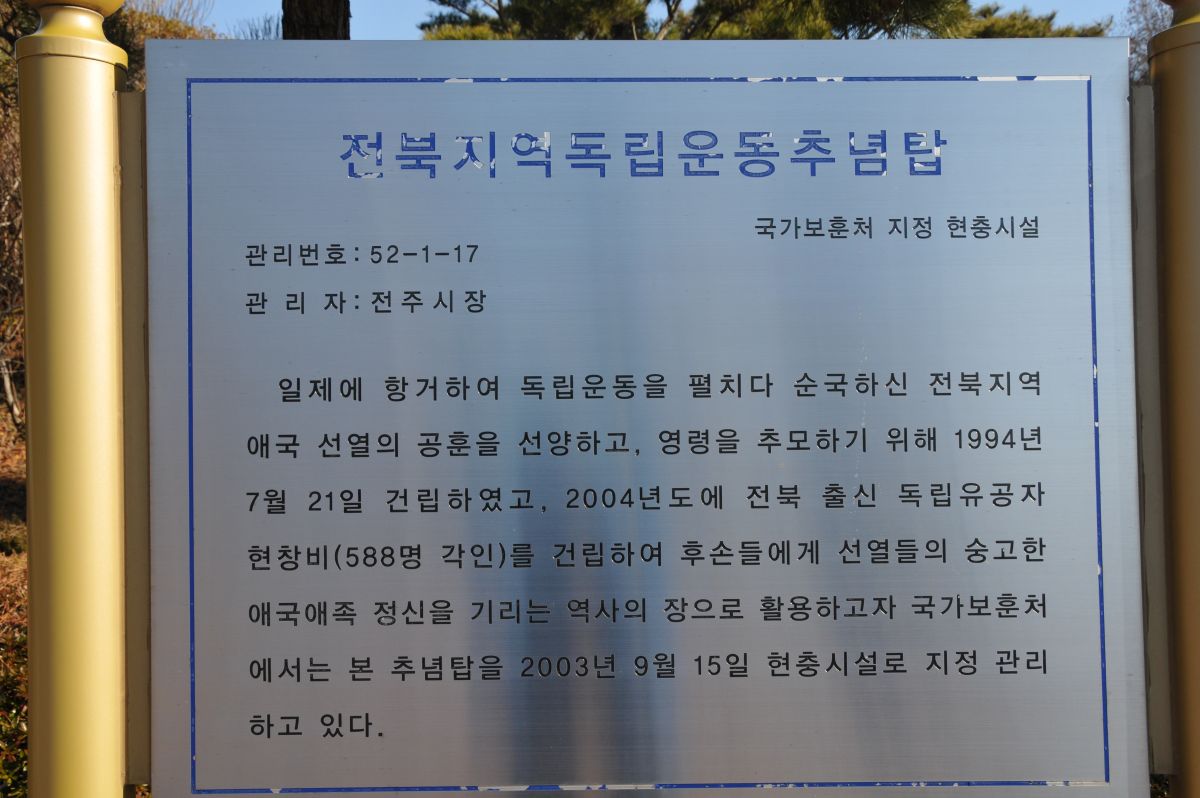 전북지역독립운동추념탑
국가보훈처 지정 현충시설
관리번호: 52-1-17
관 리 자: 전주시장
일제에 항거하여 독립운동을 펼치다 순국하신 전북지역
애국 선열의 공훈을 선양하고, 영령을 추모하기 위해 1994년
7월 21일 건립하였고, 2004년도에 전북 출신 독립유공자
현창비(588명 각인)를 건립하여 후손들에게 선열들의 숭고한
애국애족 정신을 기리는 역사의 장으로 활용하고자 국가보훈처
에서는 본 추념탑을 2003년 9월 15일 현충시설로 지정 관리
하고 있다.